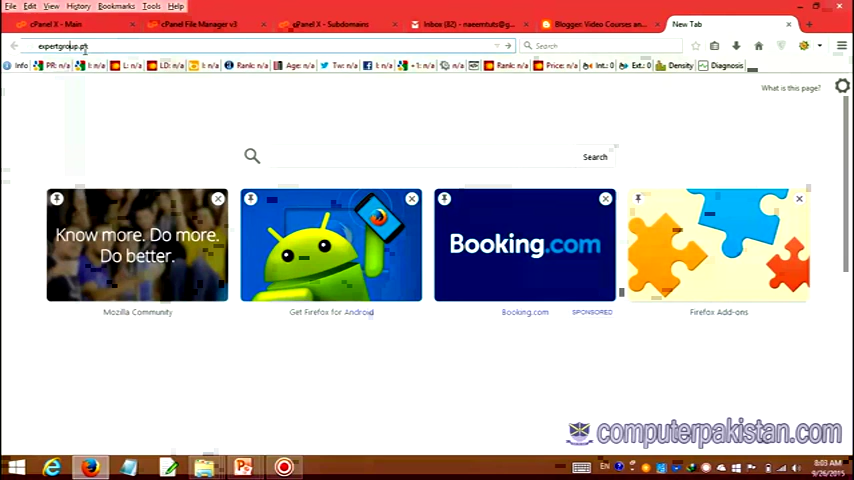 File Edit View History Bookmarks Tools Help
cPanel X - Main × cPanel File Manager v3 × cPanel X - Subdomains × Inbox (82) - naeemtuts@g... × Blogger: Video Courses an... × New Tab ×
expertgroup.pk Search
Info PR: n/a I: n/a L: n/a LD: n/a I: n/a Rank: n/a Age: n/a Tw: n/a I: n/a +1: n/a Rank: n/a Price: n/a Int.: 0 Ext.: 0 Density Diagnosis
What is this page?
Search
Know more. Do more.
Do better.
Booking.com
Mozilla Community Get Firefox for Android Booking.com SPONSORED Firefox Add-ons
computerpakistan.com
EN 8:03 AM
9/26/2015